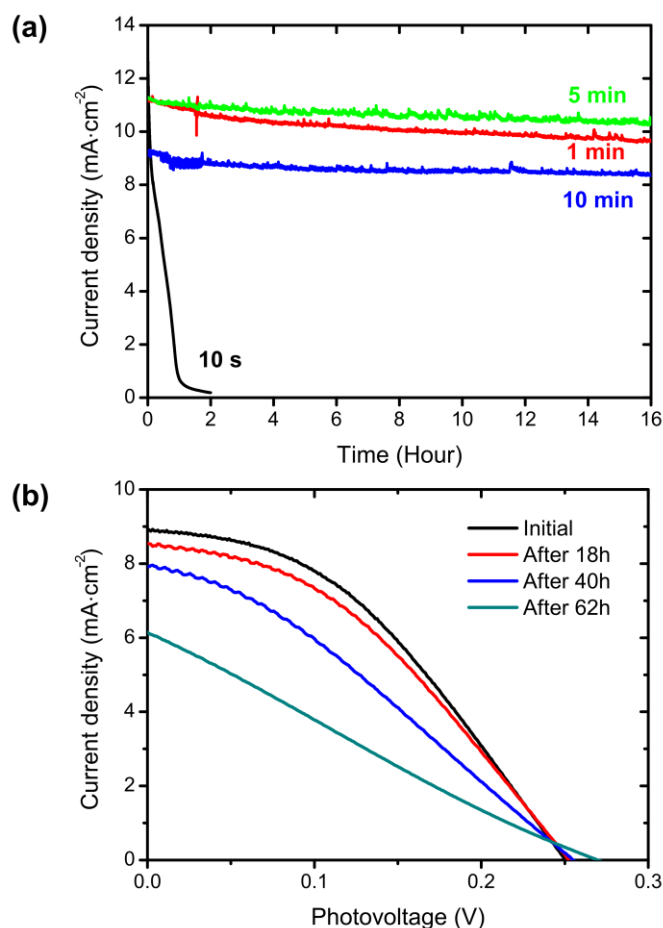 (a)
Current density (mA·cm⁻²)
14
12
10
8
6
4
2
0
5 min
1 min
10 min
10 s
0 2 4 6 8 10 12 14 16
Time (Hour)
(b)
Current density (mA·cm⁻²)
10
8
6
4
2
0
Initial
After 18h
After 40h
After 62h
0.0 0.1 0.2 0.3
Photovoltage (V)